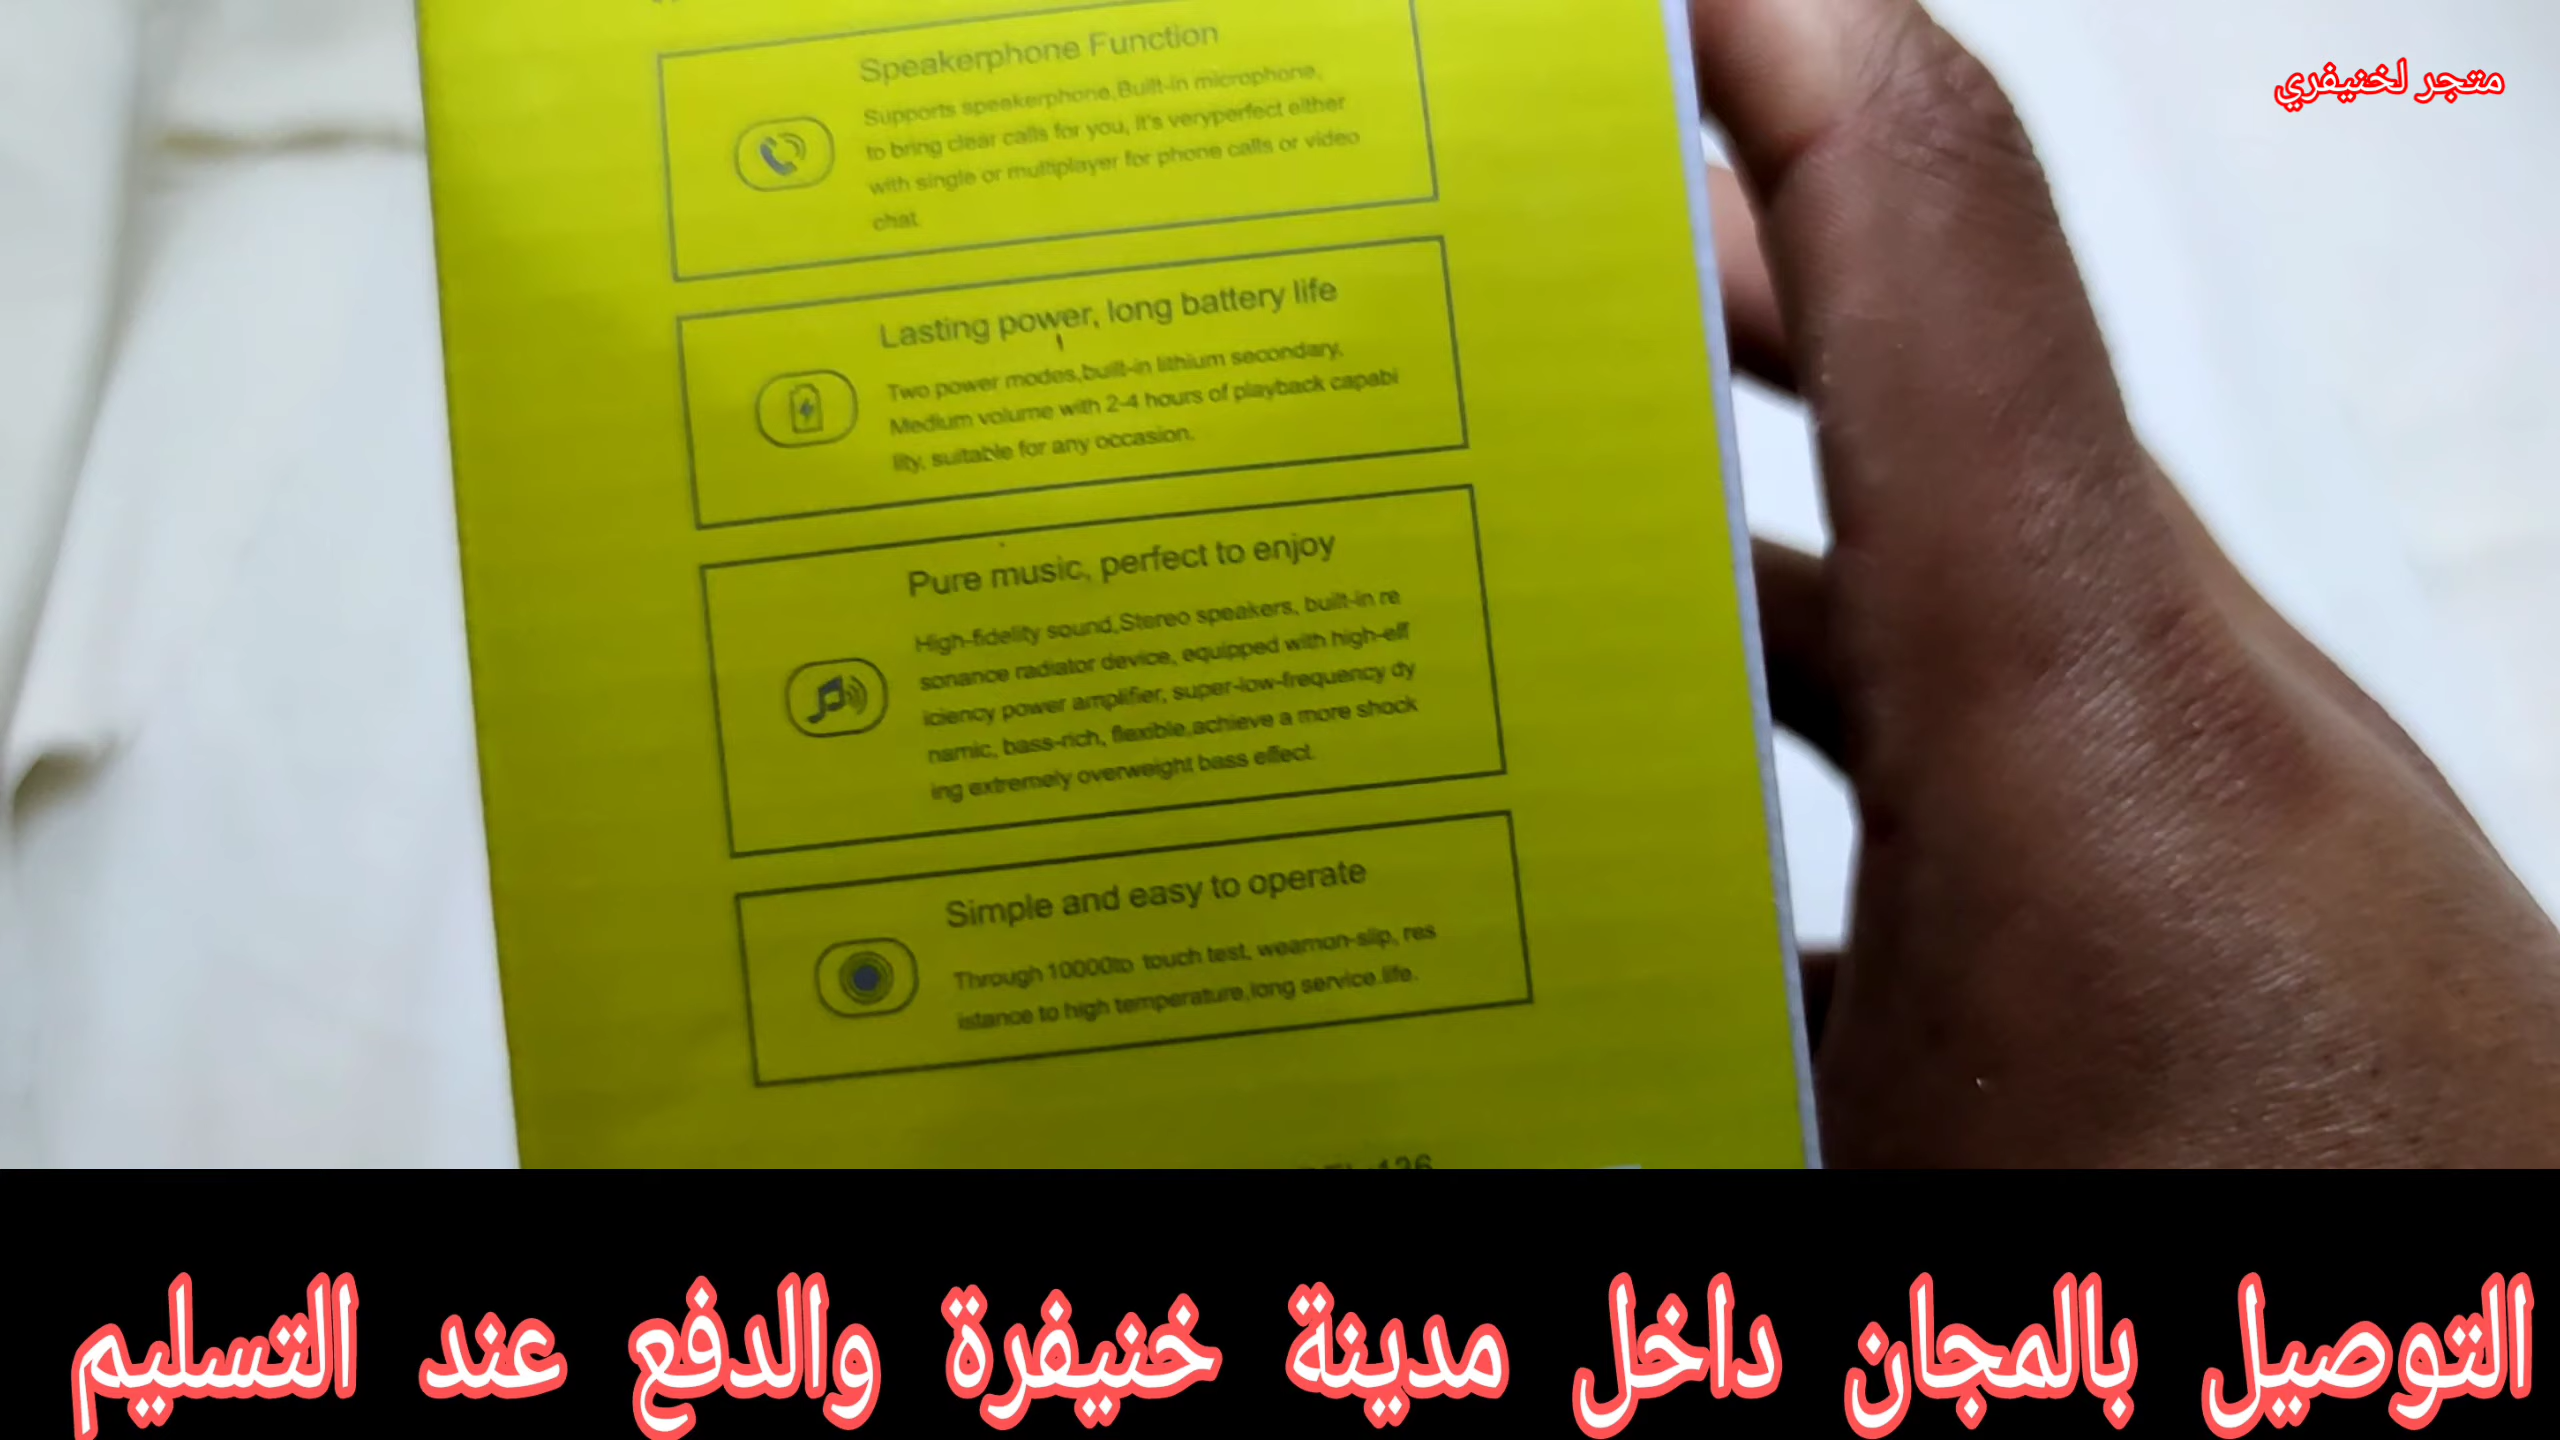 متجر لخنيفري
Speakerphone Function
Supports speakerphone,Built-in microphone,
to bring clear calls for you, it's veryperfect either
with single or multiplayer for phone calls or video
chat.
Lasting power, long battery life
Two power modes,built-in lithium secondary,
Medium volume with 2-4 hours of playback capabi
lity, suitable for any occasion.
Pure music, perfect to enjoy
High-fidelity sound,Stereo speakers, built-in re
sonance radiator device, equipped with high-eff
iciency power amplifier, super-low-frequency dy
namic, bass-rich, flexible,achieve a more shock
ing extremely overweight bass effect.
Simple and easy to operate
Through 10000to touch test, wearnon-slip, res
istance to high temperature,long service life.
136
التوصيل بالمجان داخل مدينة خنيفرة والدفع عند التسليم